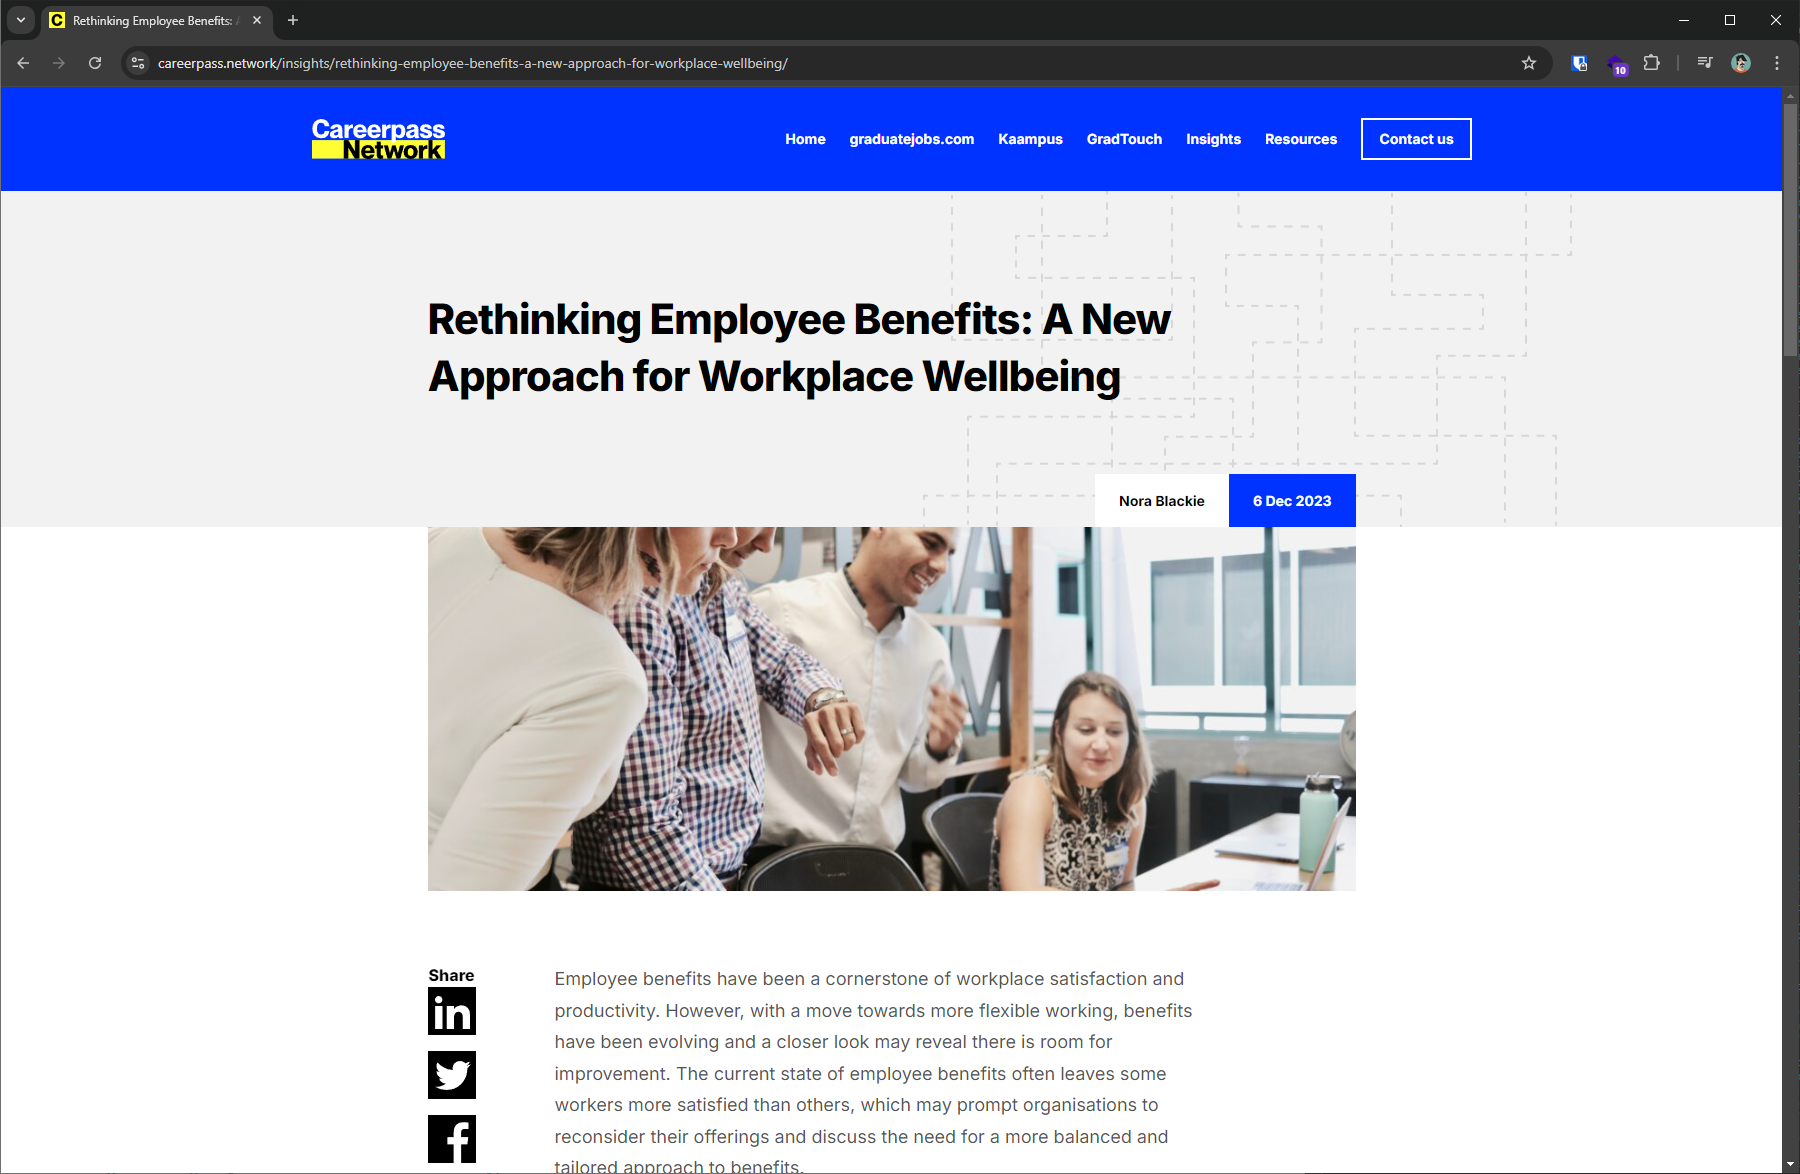 Rethinking Employee Benefits: A
careerpass.network/insights/rethinking-employee-benefits-a-new-approach-for-workplace-wellbeing/
10
Careerpass
Network
Home
graduatejobs.com
Kaampus
GradTouch
Insights
Resources
Contact us
Rethinking Employee Benefits: A New
Approach for Workplace Wellbeing
Nora Blackie
6 Dec 2023
Share
Employee benefits have been a cornerstone of workplace satisfaction and
productivity. However, with a move towards more flexible working, benefits
have been evolving and a closer look may reveal there is room for
improvement. The current state of employee benefits often leaves some
workers more satisfied than others, which may prompt organisations to
reconsider their offerings and discuss the need for a more balanced and
tailored approach to benefits.